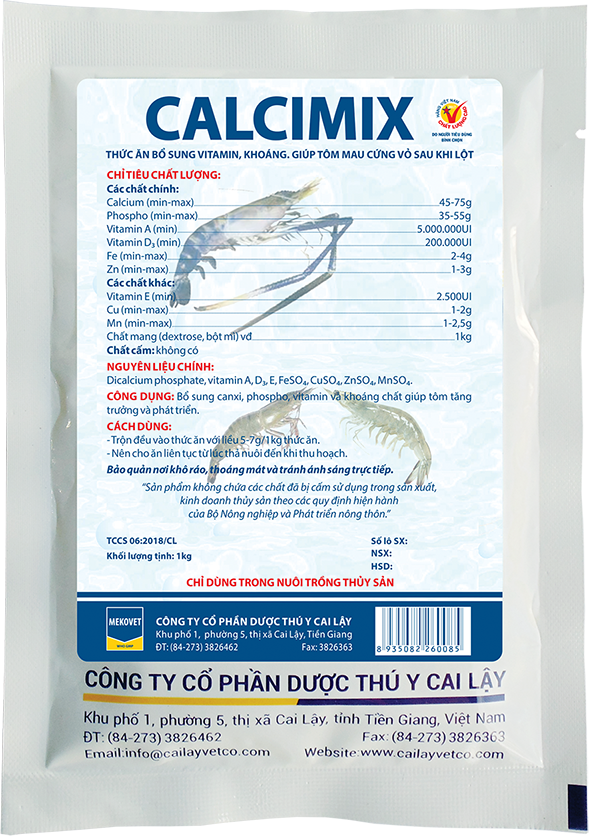 CALCIMIX
HÀNG VIỆT NAM
CHẤT LƯỢNG CAO
DO NGƯỜI TIÊU DÙNG
BÌNH CHỌN
THỨC ĂN BỔ SUNG VITAMIN, KHOÁNG. GIÚP TÔM MAU CỨNG VỎ SAU KHI LỘT
CHỈ TIÊU CHẤT LƯỢNG:
Các chất chính:
Calcium (min-max) 45-75g
Phospho (min-max) 35-55g
Vitamin A (min) 5.000.000UI
Vitamin D₃ (min) 200.000UI
Fe (min-max) 2-4g
Zn (min-max) 1-3g
Các chất khác:
Vitamin E (min) 2.500UI
Cu (min-max) 1-2g
Mn (min-max) 1-2,5g
Chất mang (dextrose, bột mì) vđ 1kg
Chất cấm: không có
NGUYÊN LIỆU CHÍNH:
Dicalcium phosphate, vitamin A, D₃, E, FeSO₄, CuSO₄, ZnSO₄, MnSO₄.
CÔNG DỤNG: Bổ sung canxi, phospho, vitamin và khoáng chất giúp tôm tăng
trưởng và phát triển.
CÁCH DÙNG:
- Trộn đều vào thức ăn với liều 5-7g/1kg thức ăn.
- Nên cho ăn liên tục từ lúc thả nuôi đến khi thu hoạch.
Bảo quản nơi khô ráo, thoáng mát và tránh ánh sáng trực tiếp.
“Sản phẩm không chứa các chất đã bị cấm sử dụng trong sản xuất,
kinh doanh thủy sản theo các quy định hiện hành
của Bộ Nông nghiệp và Phát triển nông thôn.”
TCCS 06:2018/CL Số lô SX:
Khối lượng tịnh: 1kg NSX:
HSD:
CHỈ DÙNG TRONG NUÔI TRỒNG THỦY SẢN
MEKOVET
WHO GMP
CÔNG TY CỔ PHẦN DƯỢC THÚ Y CAI LẬY
Khu phố 1, phường 5, thị xã Cai Lậy, Tiền Giang
ĐT: (84-273) 3826462 Fax: 3826363
8 935082 260085
CÔNG TY CỔ PHẦN DƯỢC THÚ Y CAI LẬY
Khu phố 1, phường 5, thị xã Cai Lậy, tỉnh Tiền Giang, Việt Nam
ĐT: (84-273) 3826462 Fax: (84-273) 3826363
Email:info@cailayvetco.com Website:www.cailayvetco.com